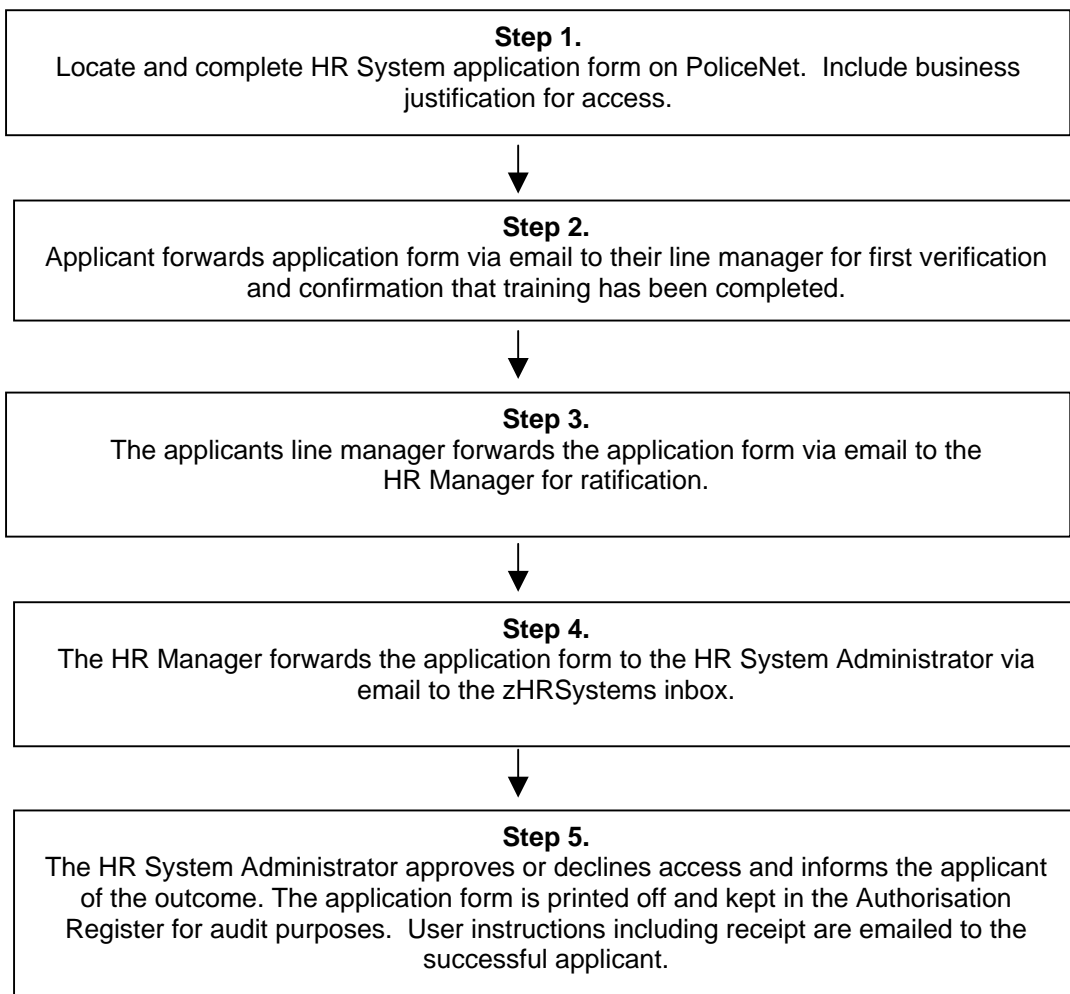 Step 1.
Locate and complete HR System application form on PoliceNet.  Include business
justification for access.
Step 2.
Applicant forwards application form via email to their line manager for first verification
and confirmation that training has been completed.
Step 3.
The applicants line manager forwards the application form via email to the
HR Manager for ratification.
Step 4.
The HR Manager forwards the application form to the HR System Administrator via
email to the zHRSystems inbox.
Step 5.
The HR System Administrator approves or declines access and informs the applicant
of the outcome. The application form is printed off and kept in the Authorisation
Register for audit purposes.  User instructions including receipt are emailed to the
successful applicant.